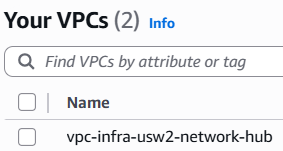 Your VPCs (2) Info
Find VPCs by attribute or tag
Name
vpc-infra-usw2-network-hub